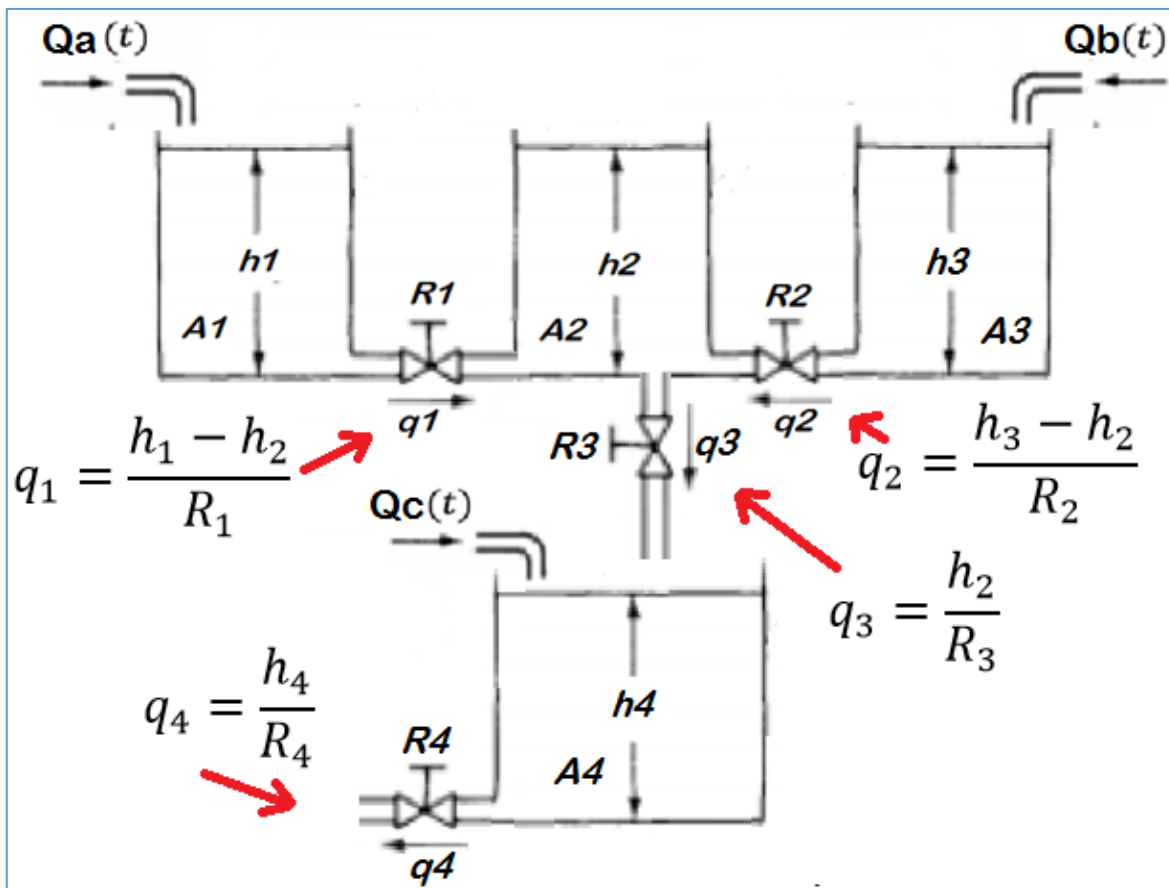 Qa(t)
Qb(t)
h1
h2
h3
R1
R2
A1
A2
A3
q1
q2
R3
q3
q₁ = (h₁ − h₂)/R₁
q₂ = (h₃ − h₂)/R₂
Qc(t)
q₃ = h₂/R₃
q₄ = h₄/R₄
h4
R4
A4
q4